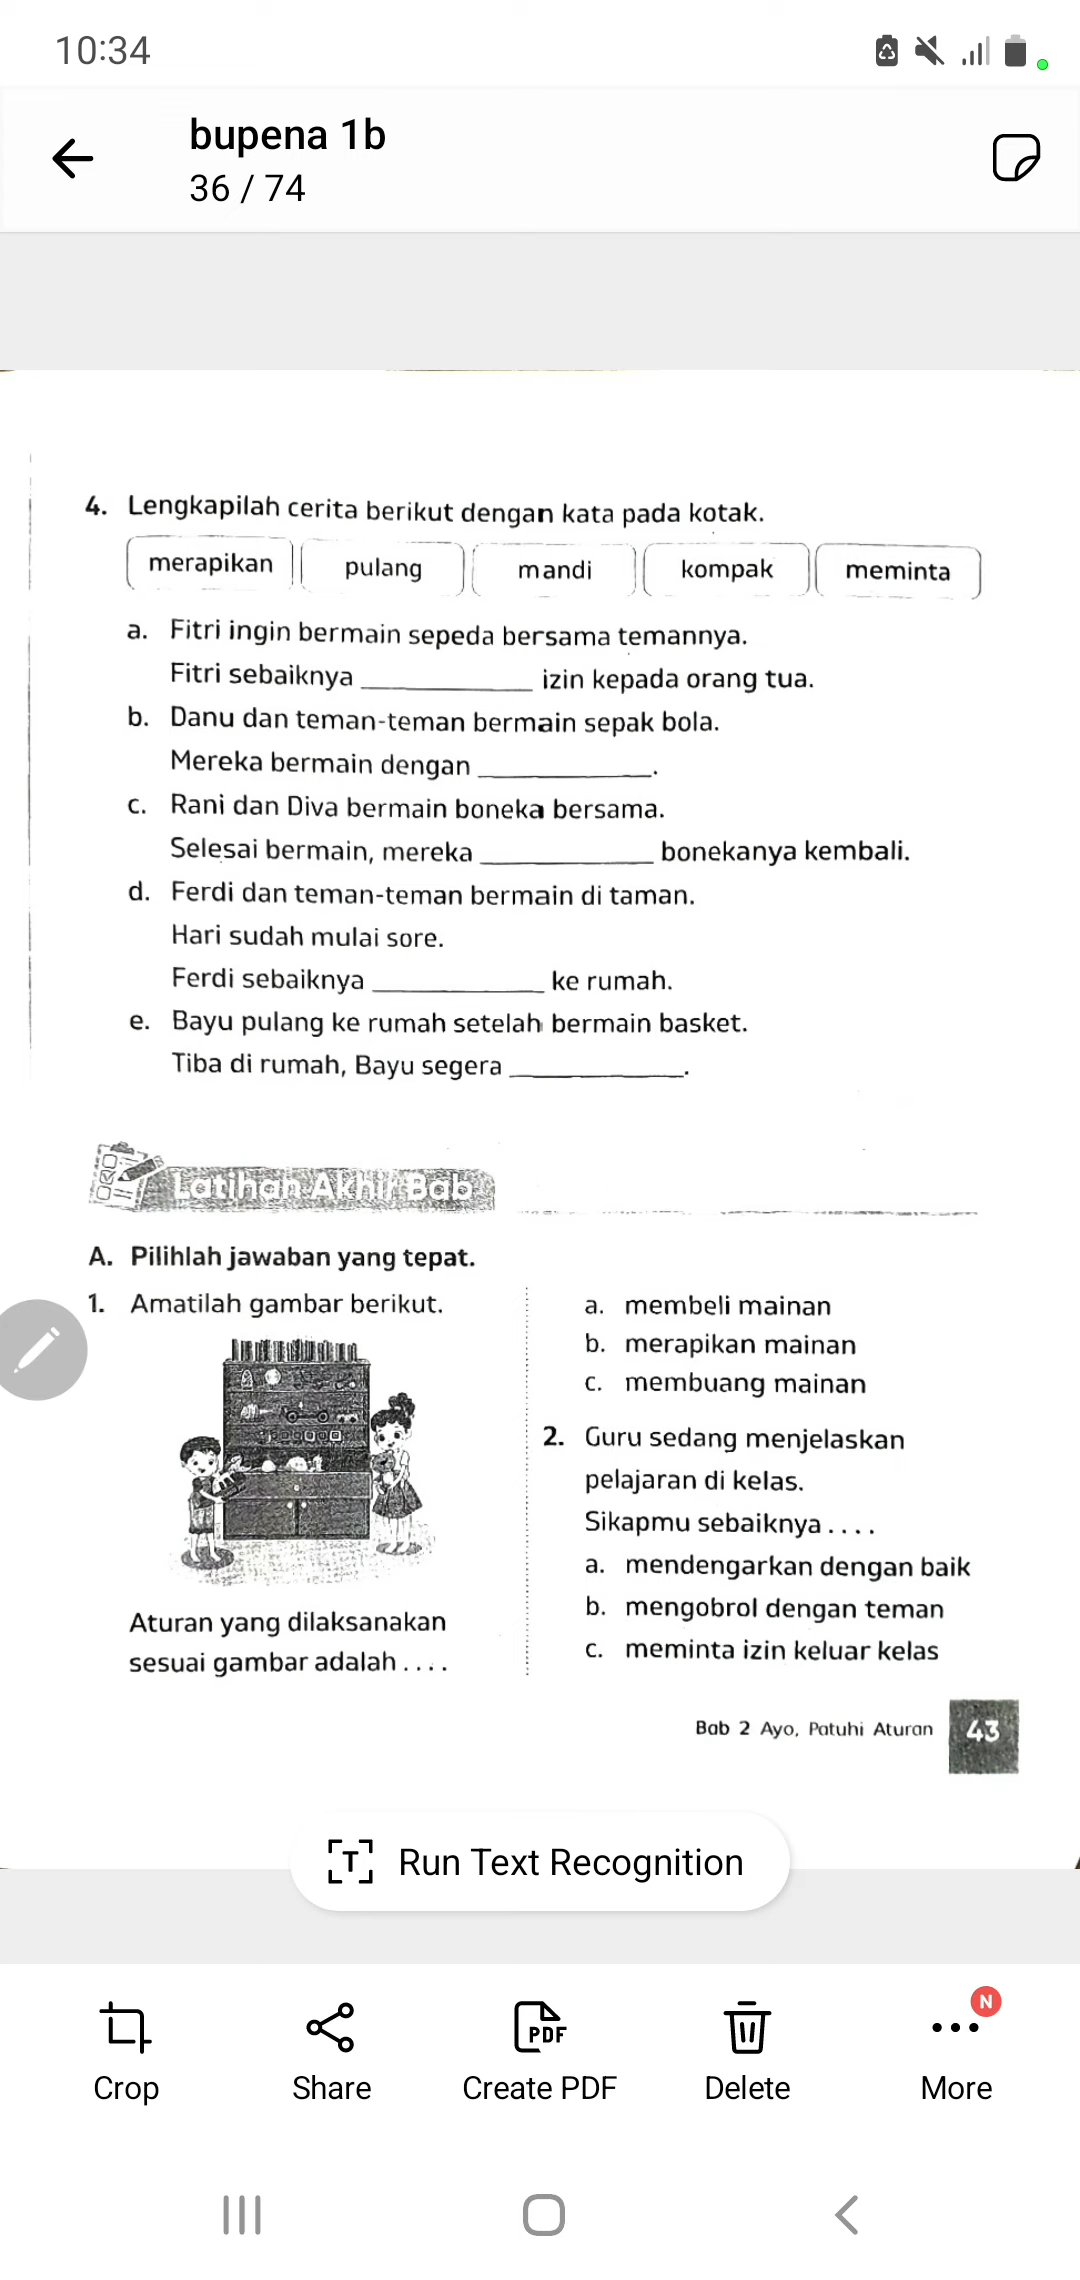 10:34
bupena 1b
36 / 74
4. Lengkapilah cerita berikut dengan kata pada kotak.
merapikan pulang mandi kompak meminta
a. Fitri ingin bermain sepeda bersama temannya.
Fitri sebaiknya ____________ izin kepada orang tua.
b. Danu dan teman-teman bermain sepak bola.
Mereka bermain dengan ____________.
c. Rani dan Diva bermain boneka bersama.
Selesai bermain, mereka ____________ bonekanya kembali.
d. Ferdi dan teman-teman bermain di taman.
Hari sudah mulai sore.
Ferdi sebaiknya ____________ ke rumah.
e. Bayu pulang ke rumah setelah bermain basket.
Tiba di rumah, Bayu segera ____________.
Latihan Akhir Bab
A. Pilihlah jawaban yang tepat.
1. Amatilah gambar berikut.
Aturan yang dilaksanakan
sesuai gambar adalah . . . .
a. membeli mainan
b. merapikan mainan
c. membuang mainan
2. Guru sedang menjelaskan
pelajaran di kelas.
Sikapmu sebaiknya . . . .
a. mendengarkan dengan baik
b. mengobrol dengan teman
c. meminta izin keluar kelas
Bab 2 Ayo, Patuhi Aturan 43
T Run Text Recognition
PDF
N
Crop Share Create PDF Delete More